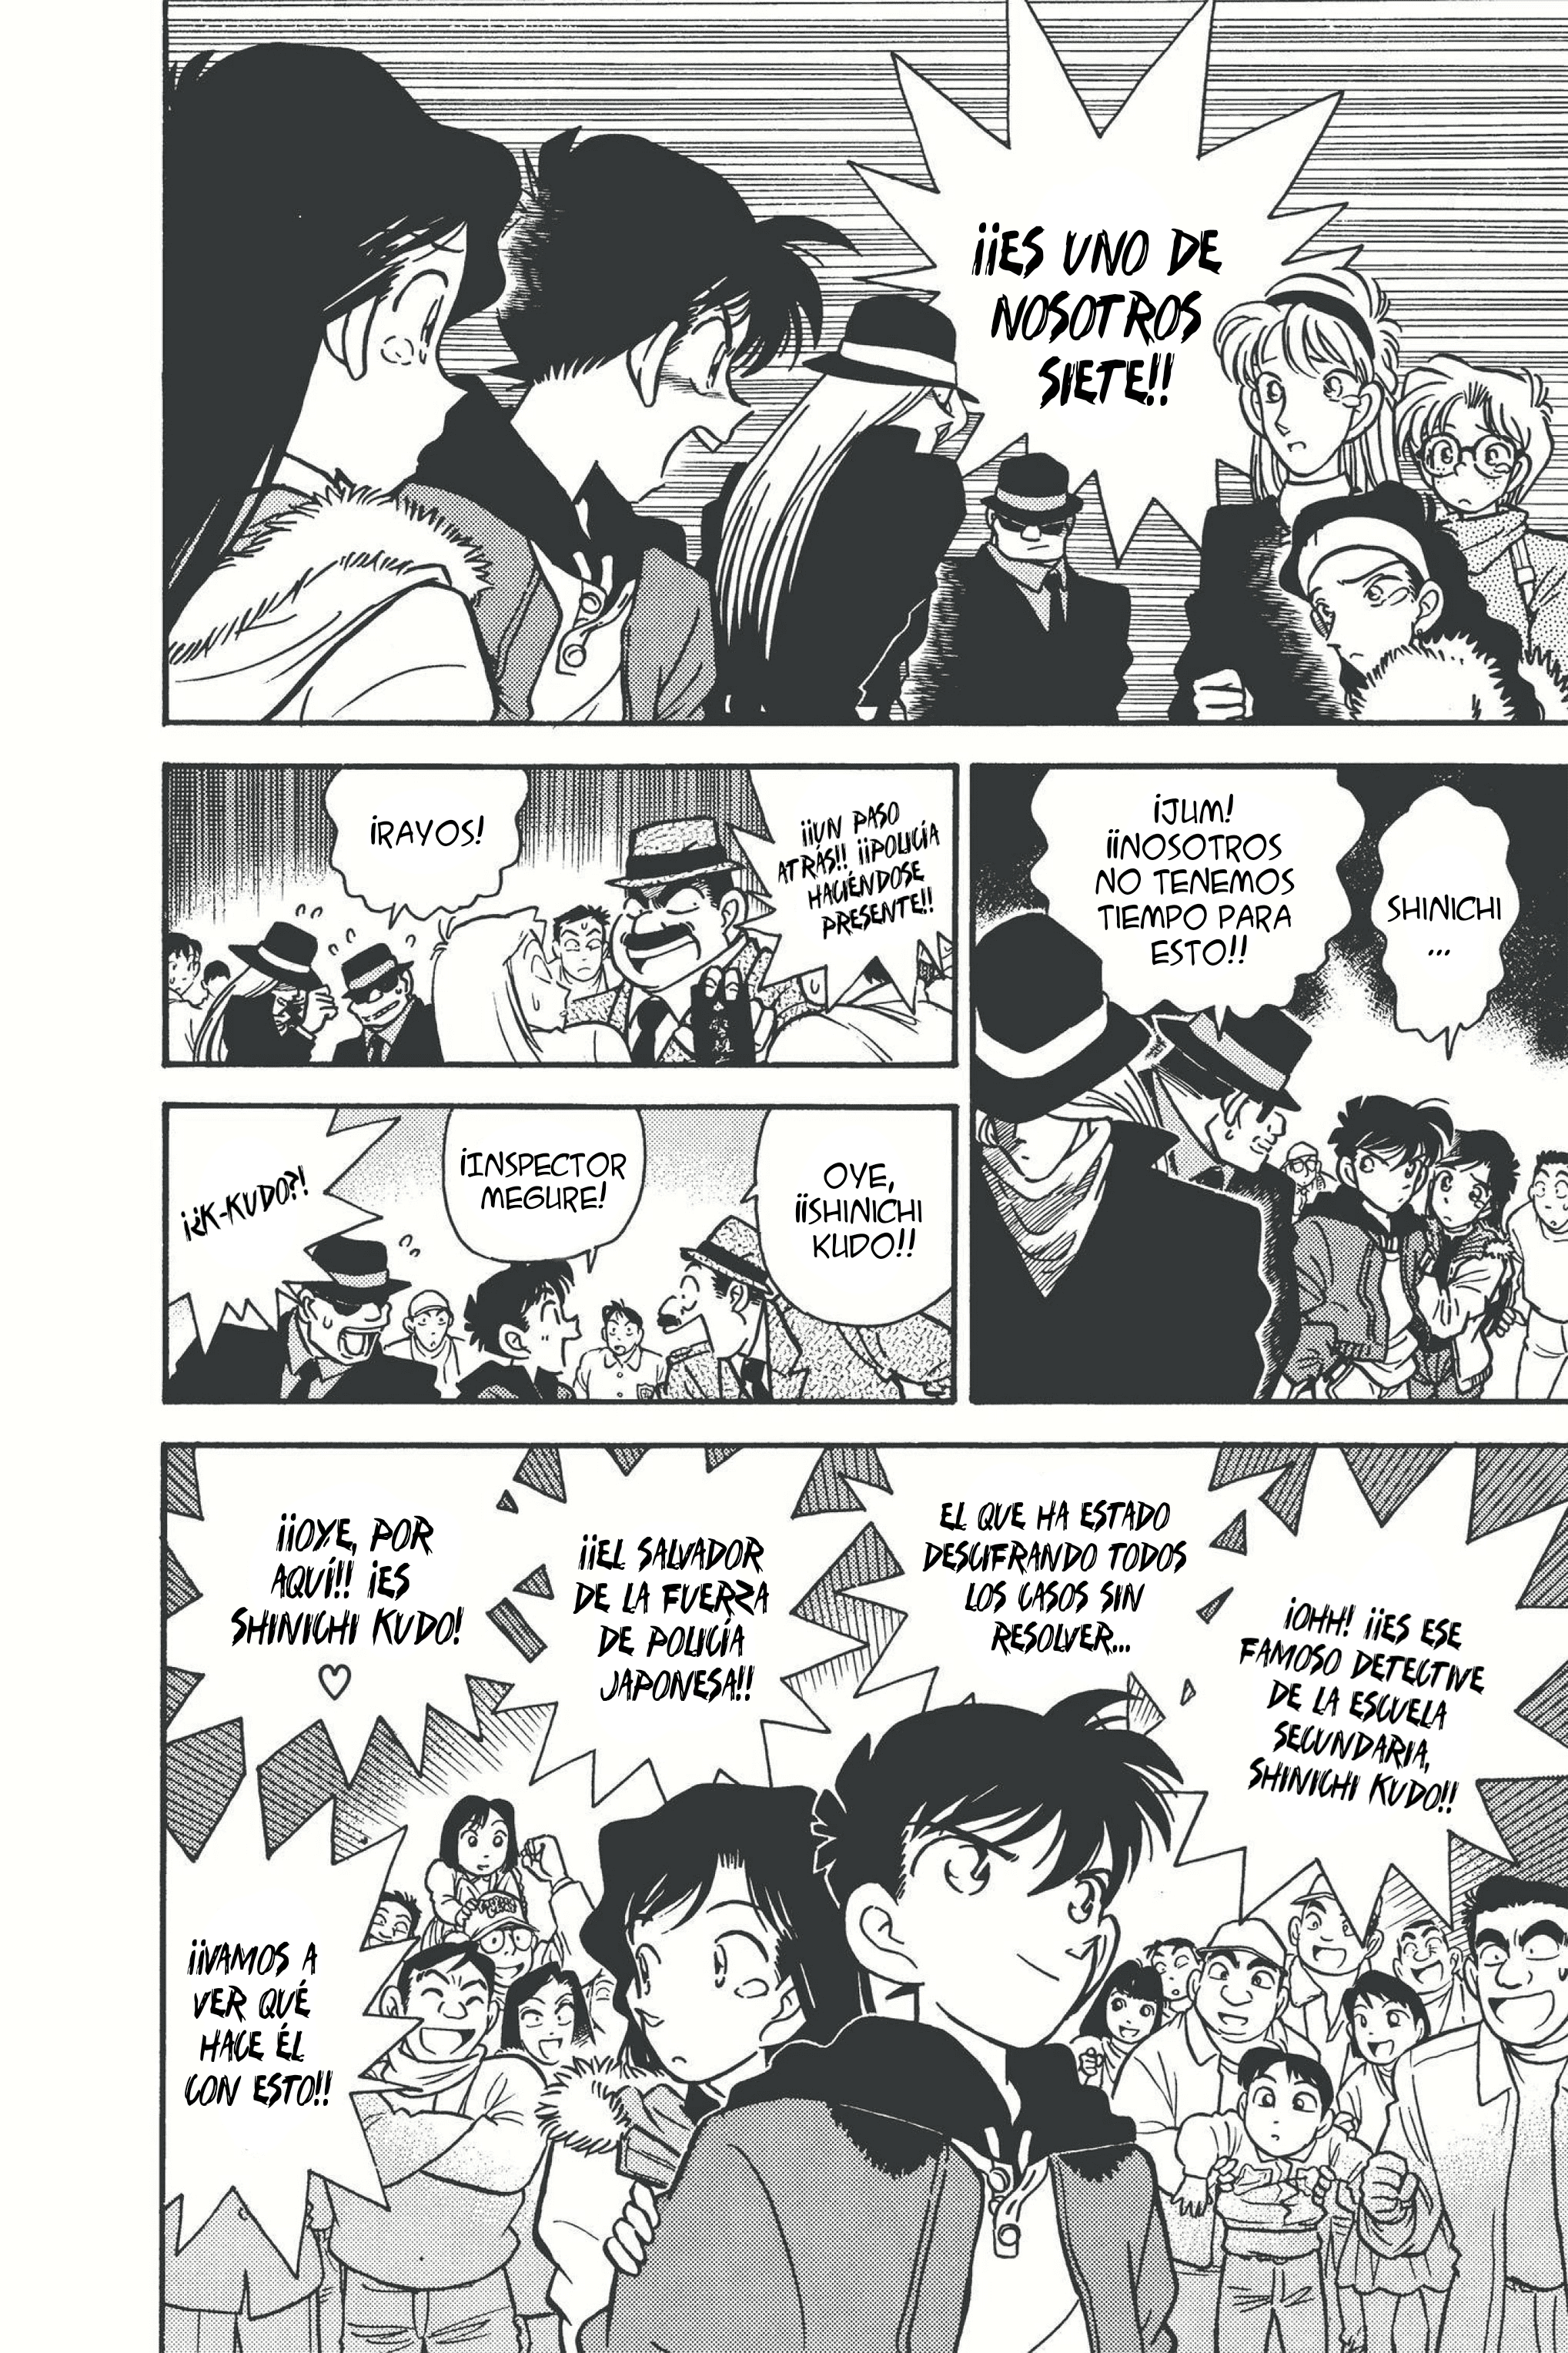 ¡¡ES UNO DE
NOSOTROS
SIETE!!
SHINICHI
...
¡JUM!
¡¡NOSOTROS
NO TENEMOS
TIEMPO PARA
ESTO!!
¡¡UN PASO
ATRÁS!! ¡¡POLICÍA
HACIÉNDOSE
PRESENTE!!
¡RAYOS!
OYE,
¡¡SHINICHI
KUDO!!
¡INSPECTOR
MEGURE!
¡¿K-KUDO?!
¡OHH! ¡¡ES ESE
FAMOSO DETECTIVE
DE LA ESCUELA
SECUNDARIA,
SHINICHI KUDO!!
EL QUE HA ESTADO
DESCIFRANDO TODOS
LOS CASOS SIN
RESOLVER...
¡¡EL SALVADOR
DE LA FUERZA
DE POLICÍA
JAPONESA!!
¡¡OYE, POR
AQUÍ!! ¡ES
SHINICHI KUDO!
♡
¡¡VAMOS A
VER QUÉ
HACE ÉL
CON ESTO!!